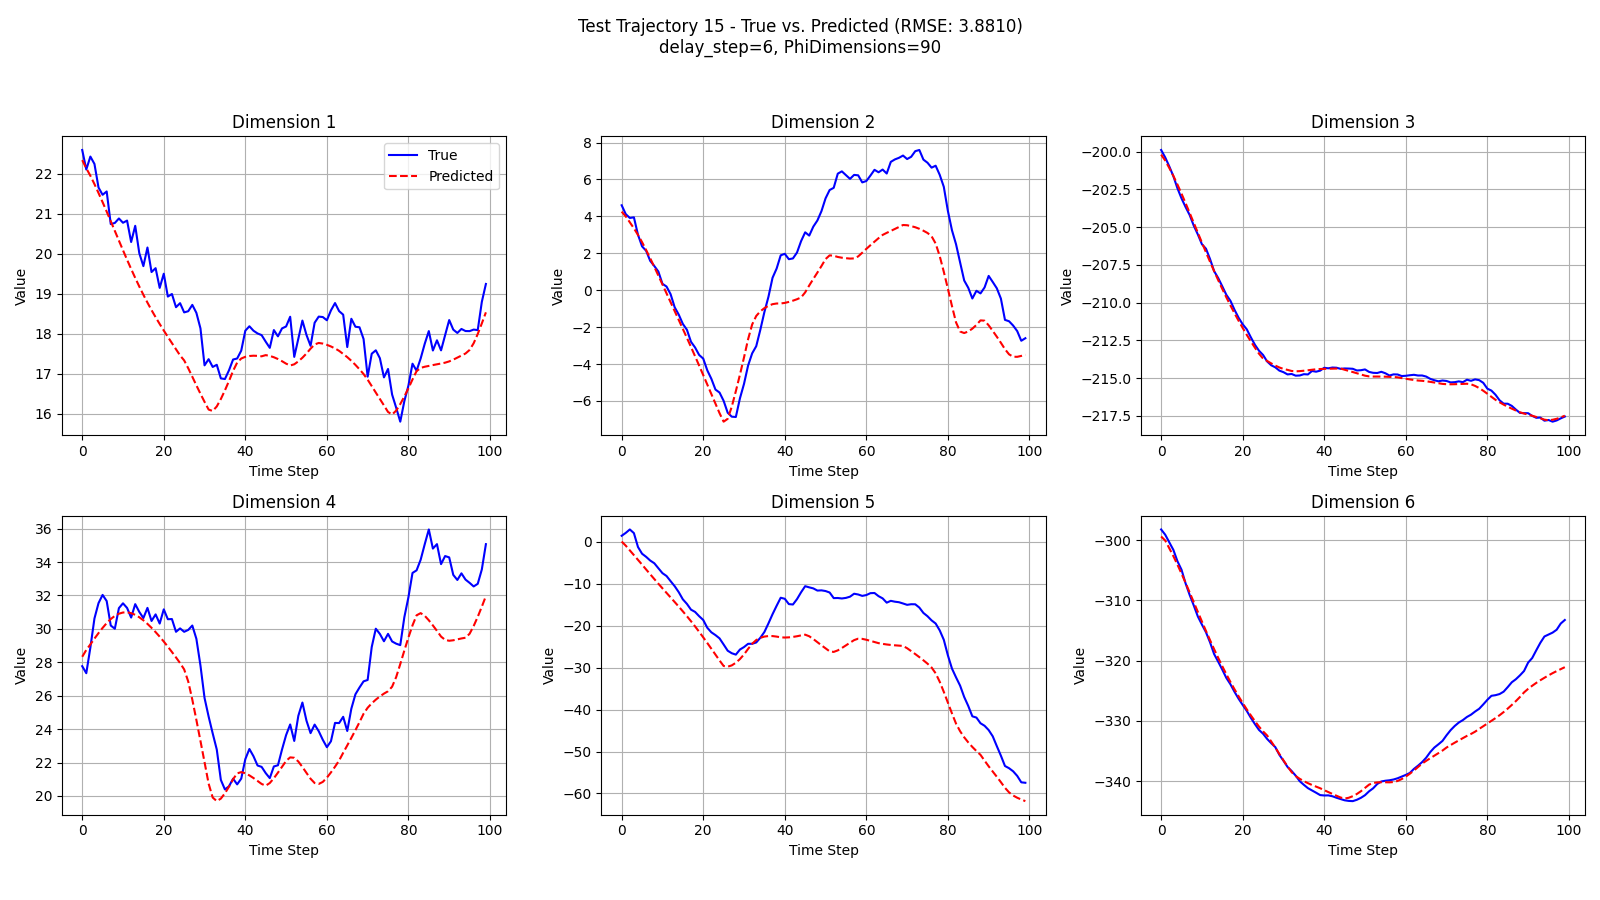 Test Trajectory 15 - True vs. Predicted (RMSE: 3.8810)
delay_step=6, PhiDimensions=90
Dimension 1
True
Predicted
22
21
20
19
18
17
16
Value
0 20 40 60 80 100
Time Step
Dimension 2
8
6
4
2
0
−2
−4
−6
Value
0 20 40 60 80 100
Time Step
Dimension 3
−200.0
−202.5
−205.0
−207.5
−210.0
−212.5
−215.0
−217.5
Value
0 20 40 60 80 100
Time Step
Dimension 4
36
34
32
30
28
26
24
22
20
Value
0 20 40 60 80 100
Time Step
Dimension 5
0
−10
−20
−30
−40
−50
−60
Value
0 20 40 60 80 100
Time Step
Dimension 6
−300
−310
−320
−330
−340
Value
0 20 40 60 80 100
Time Step